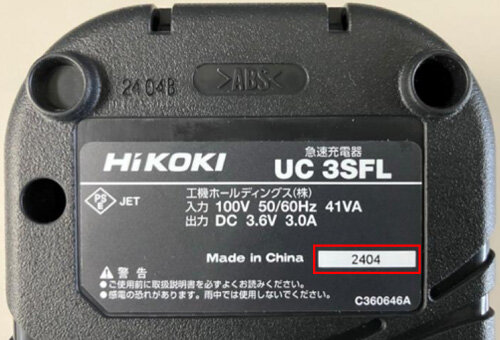 2404B
>ABS<
HiKOKI
急速充電器
UC 3SFL
PS
E
JET
工機ホールディングス(株)
入力 100V 50/60Hz 41VA
出力 DC 3.6V 3.0A
Made in China
2404
警告
●ご使用前に取扱説明書を必ずよくお読みください。
●感電の恐れがあります。雨中では使用しないでください。
C360646A